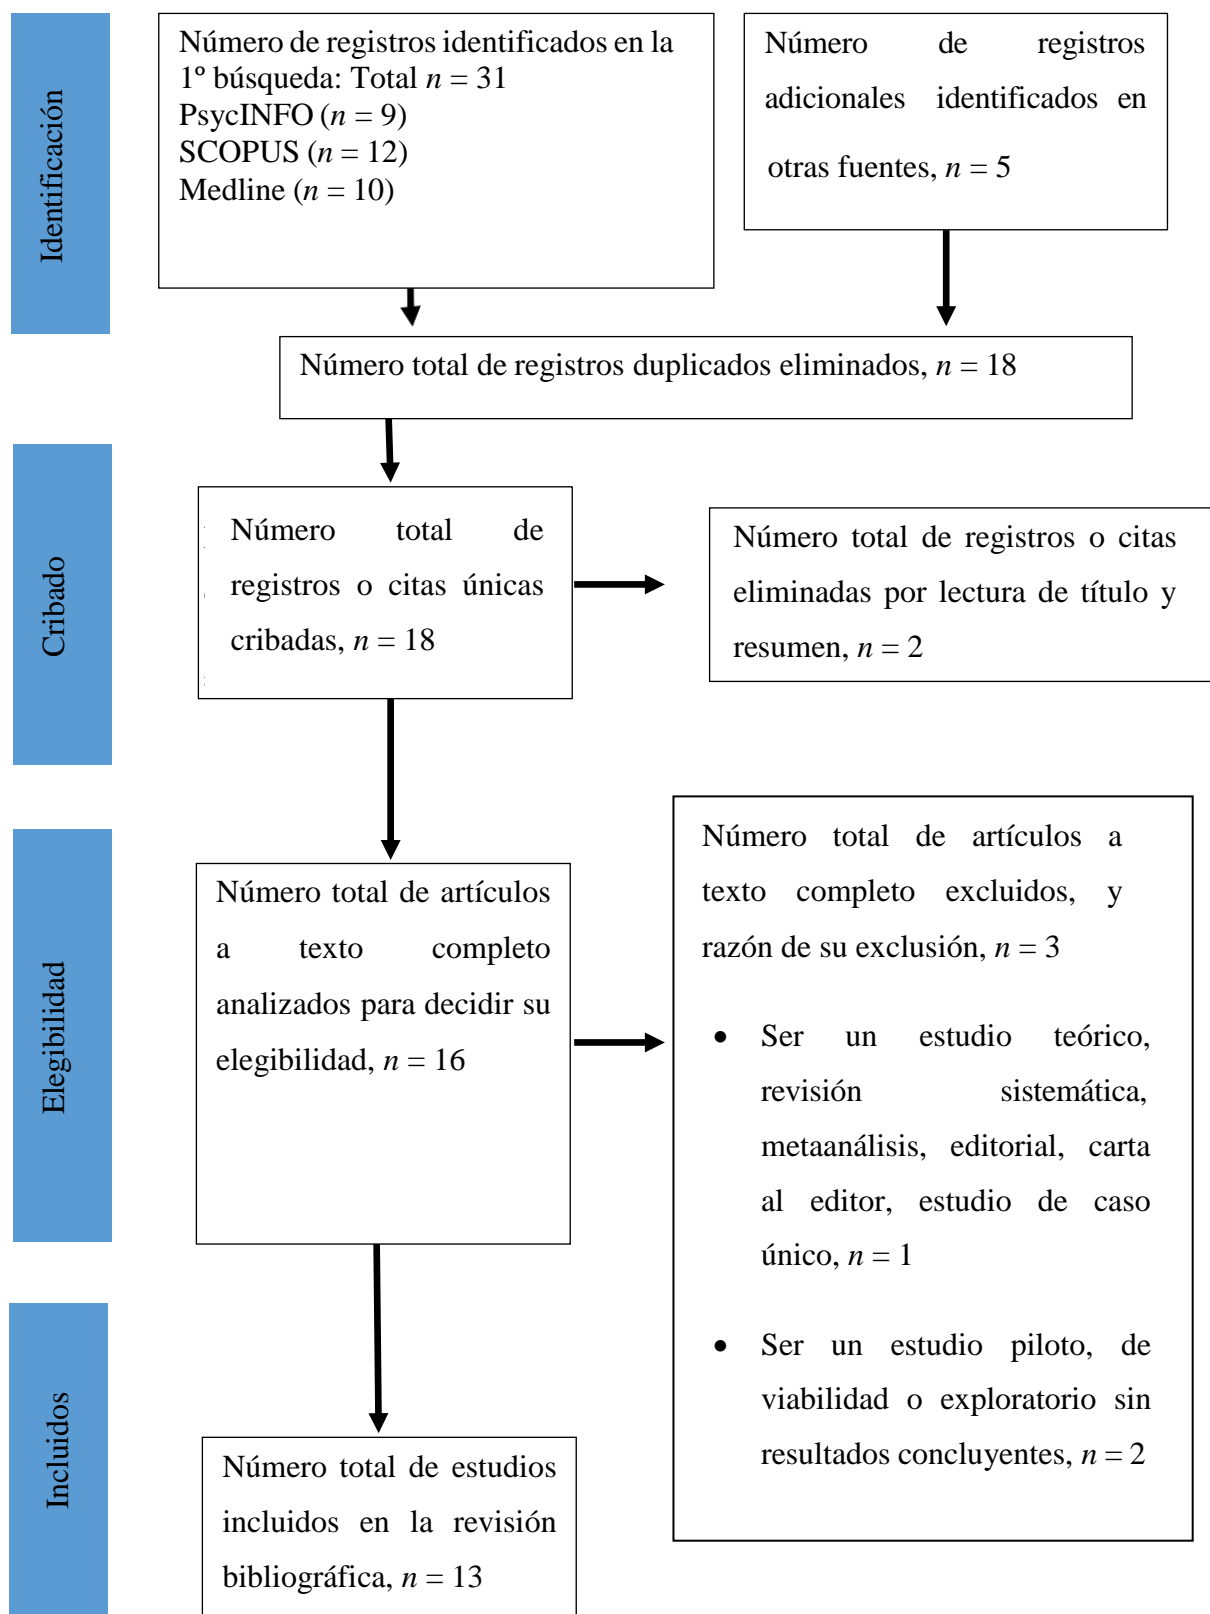 Identificación
Número de registros identificados en la
1º búsqueda: Total n = 31
PsycINFO (n = 9)
SCOPUS (n = 12)
Medline (n = 10)
Número de registros
adicionales identificados en
otras fuentes, n = 5
Número total de registros duplicados eliminados, n = 18
Cribado
Número total de
registros o citas únicas
cribadas, n = 18
Número total de registros o citas
eliminadas por lectura de título y
resumen, n = 2
Elegibilidad
Número total de artículos
a texto completo
analizados para decidir su
elegibilidad, n = 16
Número total de artículos a
texto completo excluidos, y
razón de su exclusión, n = 3
• Ser un estudio teórico,
revisión sistemática,
metaanálisis, editorial, carta
al editor, estudio de caso
único, n = 1
• Ser un estudio piloto, de
viabilidad o exploratorio sin
resultados concluyentes, n = 2
Incluidos
Número total de estudios
incluidos en la revisión
bibliográfica, n = 13